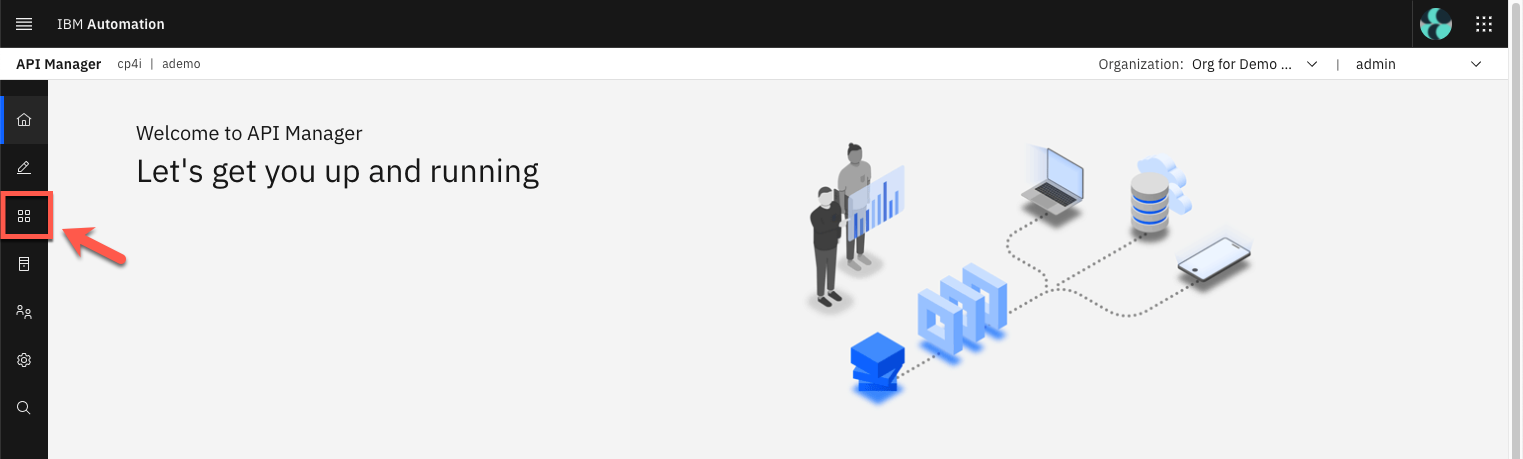 IBM Automation
API Manager cp4i | ademo Organization: Org for Demo ... | admin
Welcome to API Manager
Let's get you up and running